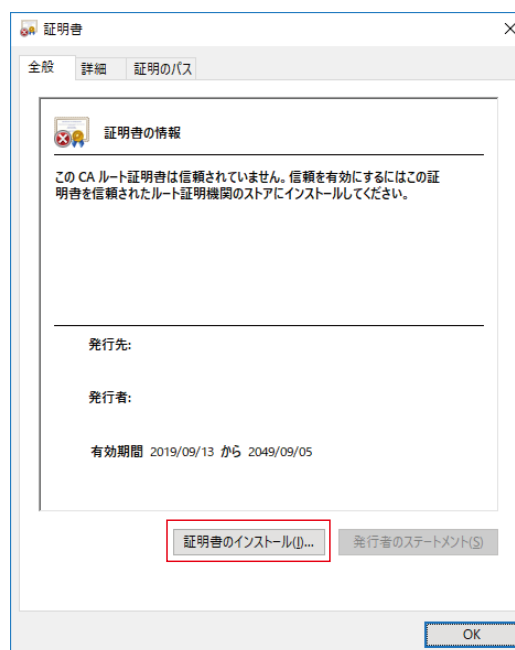 証明書
全般
詳細
証明のパス
証明書の情報
この CA ルート証明書は信頼されていません。信頼を有効にするにはこの証
明書を信頼されたルート証明機関のストアにインストールしてください。
発行先:
発行者:
有効期間 2019/09/13 から 2049/09/05
証明書のインストール(I)...
発行者のステートメント(S)
OK